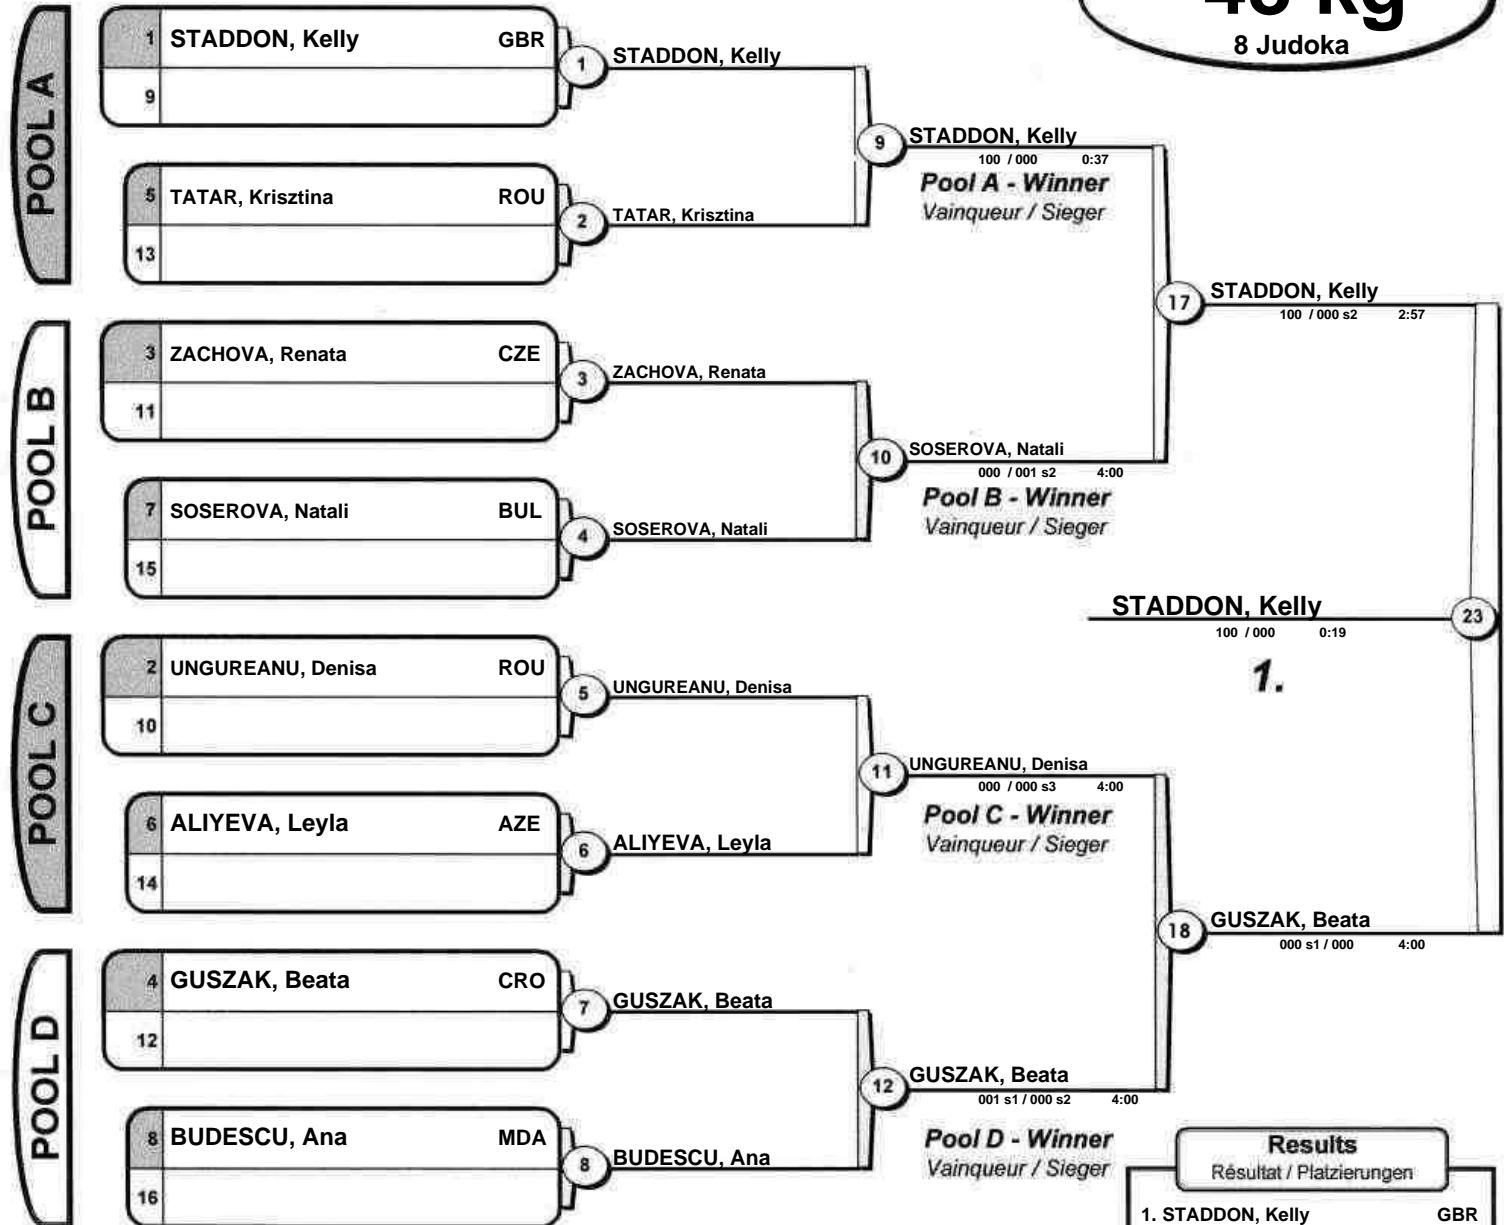 48 kg
8 Judoka
POOL A
1 STADDON, Kelly GBR
9
5 TATAR, Krisztina ROU
13
1 STADDON, Kelly
2 TATAR, Krisztina
9 STADDON, Kelly
100 / 000 0:37
Pool A - Winner
Vainqueur / Sieger
POOL B
3 ZACHOVA, Renata CZE
11
7 SOSEROVA, Natali BUL
15
3 ZACHOVA, Renata
4 SOSEROVA, Natali
10 SOSEROVA, Natali
000 / 001 s2 4:00
Pool B - Winner
Vainqueur / Sieger
17 STADDON, Kelly
100 / 000 s2 2:57
STADDON, Kelly 23
100 / 000 0:19
1.
POOL C
2 UNGUREANU, Denisa ROU
10
6 ALIYEVA, Leyla AZE
14
5 UNGUREANU, Denisa
6 ALIYEVA, Leyla
11 UNGUREANU, Denisa
000 / 000 s3 4:00
Pool C - Winner
Vainqueur / Sieger
18 GUSZAK, Beata
000 s1 / 000 4:00
POOL D
4 GUSZAK, Beata CRO
12
8 BUDESCU, Ana MDA
16
7 GUSZAK, Beata
8 BUDESCU, Ana
12 GUSZAK, Beata
001 s1 / 000 s2 4:00
Pool D - Winner
Vainqueur / Sieger
Results
Résultat / Platzierungen
1. STADDON, Kelly GBR